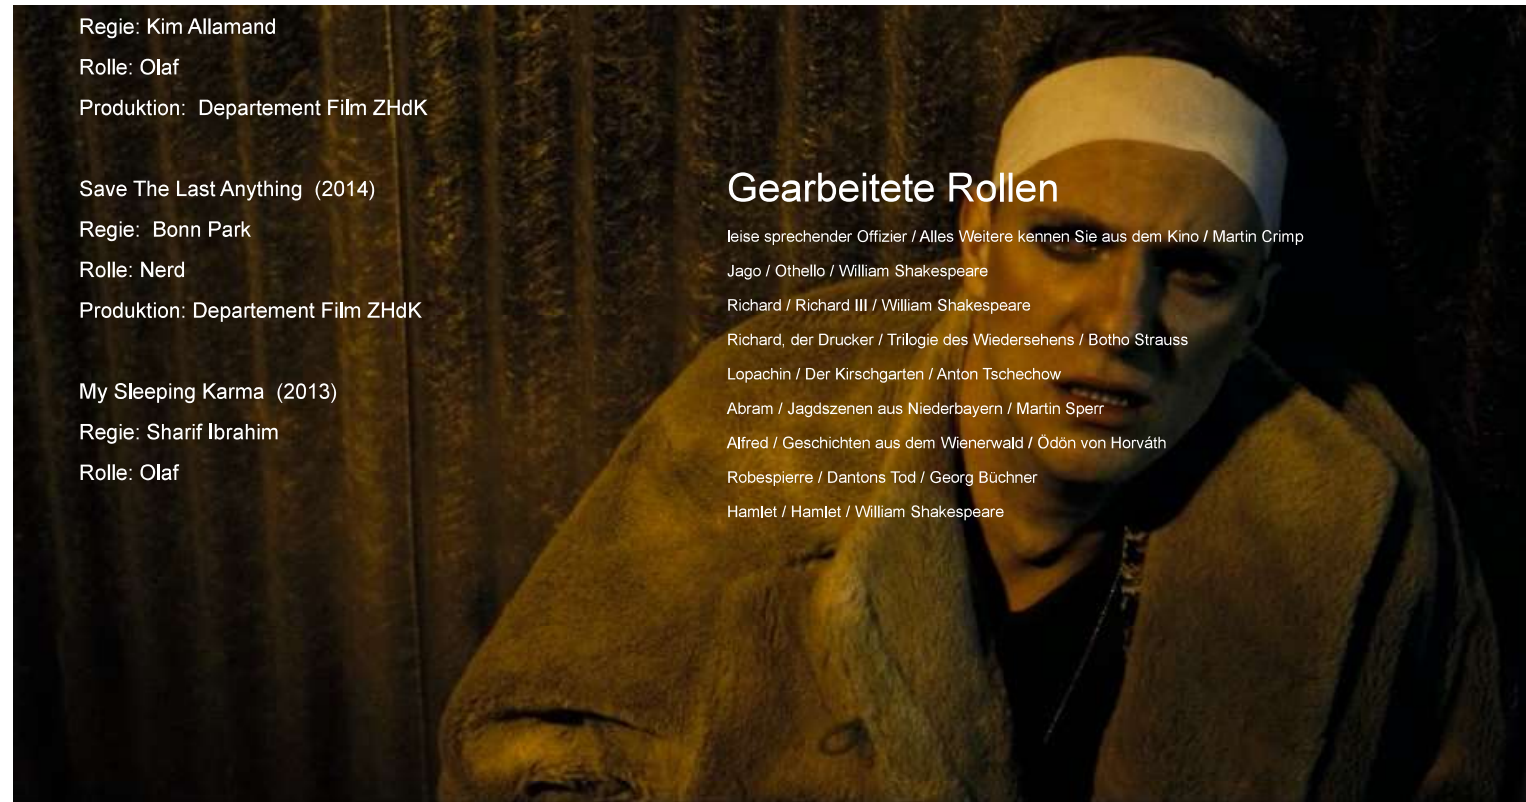 Regie: Kim Allamand
Rolle: Olaf
Produktion:  Departement Film ZHdK
Save The Last Anything  (2014)
Regie:  Bonn Park
Rolle: Nerd
Produktion: Departement Film ZHdK
My Sleeping Karma  (2013)
Regie: Sharif Ibrahim
Rolle: Olaf
Gearbeitete Rollen
leise sprechender Offizier / Alles Weitere kennen Sie aus dem Kino / Martin Crimp
Jago / Othello / William Shakespeare
Richard / Richard III / William Shakespeare
Richard, der Drucker / Trilogie des Wiedersehens / Botho Strauss
Lopachin / Der Kirschgarten / Anton Tschechow
Abram / Jagdszenen aus Niederbayern / Martin Sperr
Alfred / Geschichten aus dem Wienerwald / Ödön von Horváth
Robespierre / Dantons Tod / Georg Büchner
Hamlet / Hamlet / William Shakespeare